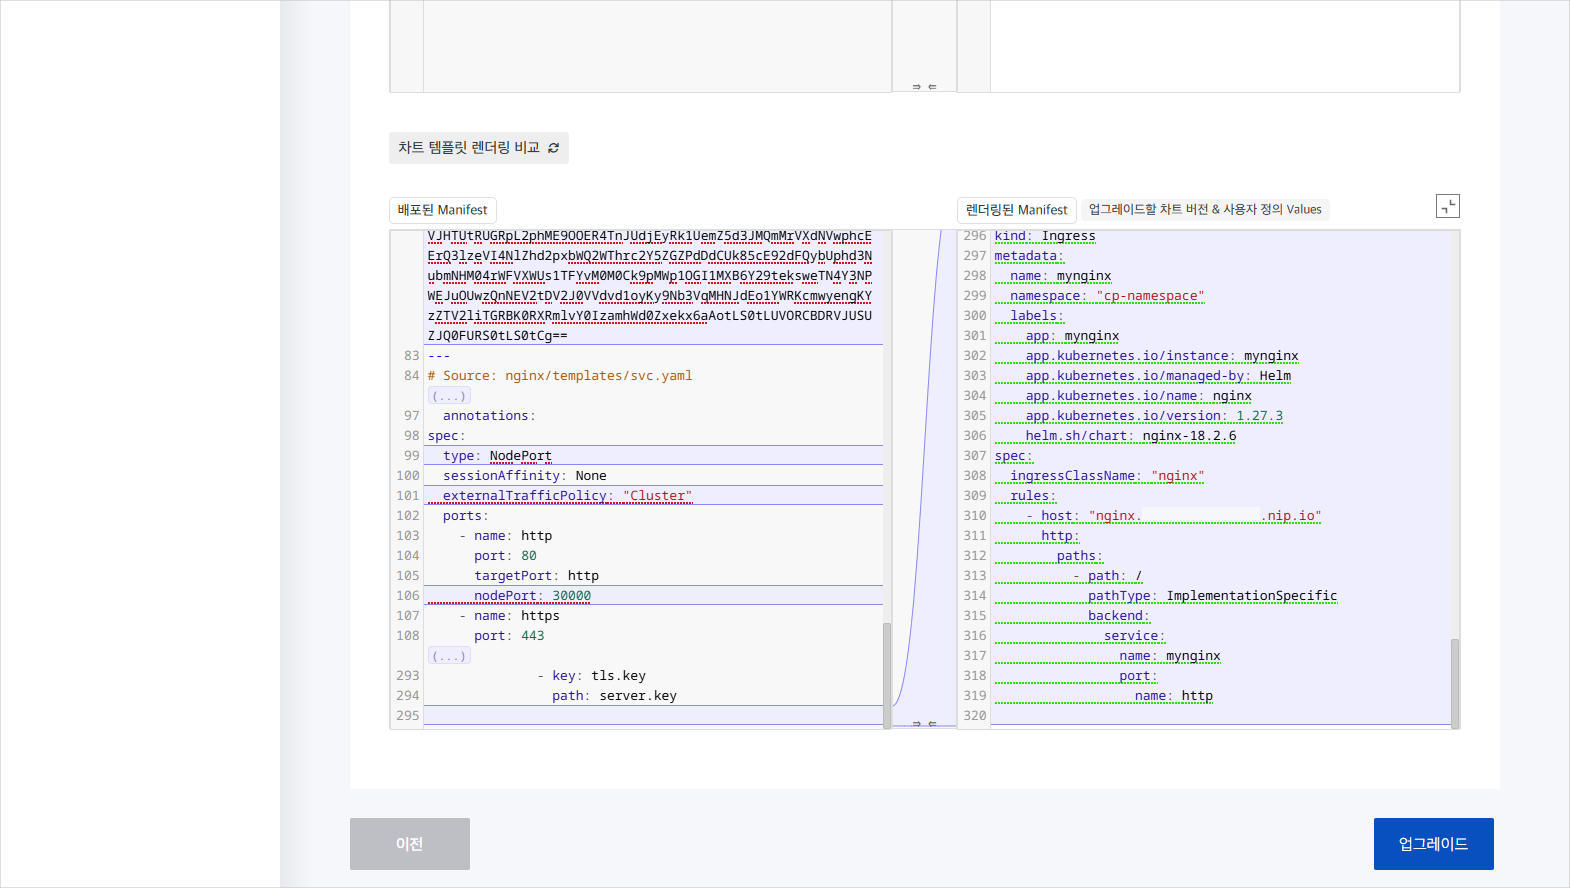 ⇛ ⇚
차트 템플릿 렌더링 비교
배포된 Manifest
VJHTUtRUGRpL2phME9OOER4TnJUdjEyRk1UemZ5d3JMQmMrVXdNVwphcE
ErQ3lzeVI4NlZhd2pxbWQ2WThrc2Y5ZGZPdDdCUk85cE92dFQybUphd3N
ubmNHM04rWFVXWUs1TFYvM0M0Ck9pMWp1OGI1MXB6Y29teksweTN4Y3NP
WEJuOUwzQnNEV2tDV2J0VVdvd1oyKy9Nb3VqMHNJdEo1YWRKcmwyengKY
zZTV2liTGRBK0RXRmlvY0IzamhWd0Zxekx6aAotLS0tLUVORCBDRVJUSU
ZJQ0FURS0tLS0tCg==
83 ---
84 # Source: nginx/templates/svc.yaml
(...)
97 annotations:
98 spec:
99 type: NodePort
100 sessionAffinity: None
101 externalTrafficPolicy: "Cluster"
102 ports:
103 - name: http
104 port: 80
105 targetPort: http
106 nodePort: 30000
107 - name: https
108 port: 443
(...)
293 - key: tls.key
294 path: server.key
295
⇛ ⇚
렌더링된 Manifest 업그레이드할 차트 버전 & 사용자 정의 Values
296 kind: Ingress
297 metadata:
298 name: mynginx
299 namespace: "cp-namespace"
300 labels:
301 app: mynginx
302 app.kubernetes.io/instance: mynginx
303 app.kubernetes.io/managed-by: Helm
304 app.kubernetes.io/name: nginx
305 app.kubernetes.io/version: 1.27.3
306 helm.sh/chart: nginx-18.2.6
307 spec:
308 ingressClassName: "nginx"
309 rules:
310 - host: "nginx. .nip.io"
311 http:
312 paths:
313 - path: /
314 pathType: ImplementationSpecific
315 backend:
316 service:
317 name: mynginx
318 port:
319 name: http
320
이전
업그레이드